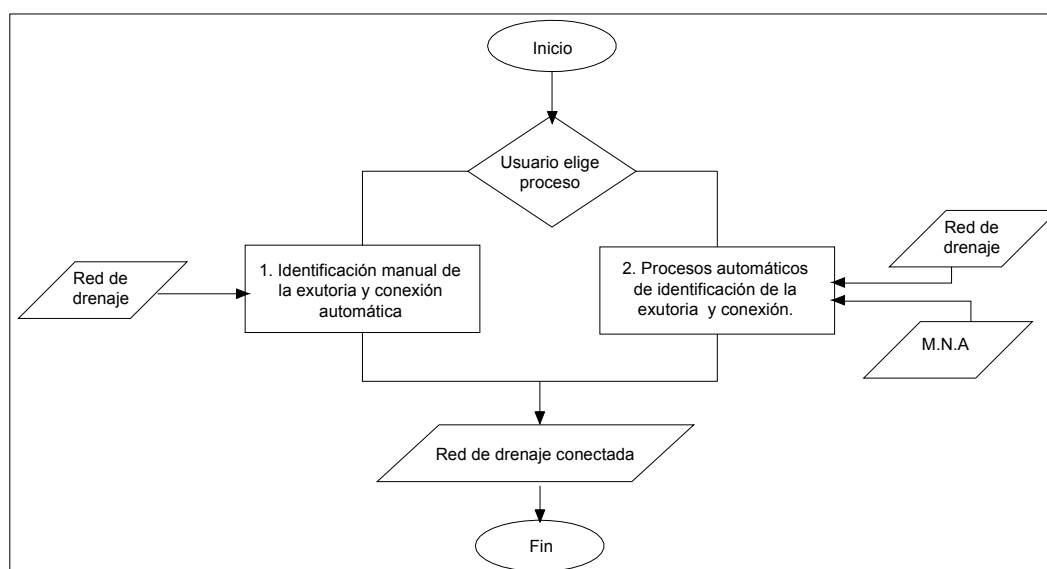 Inicio
Usuario elige
proceso
Red de
drenaje
1. Identificación manual de
la exutoria y conexión
automática
2. Procesos automáticos
de identificación de la
exutoria y conexión.
Red de
drenaje
M.N.A
Red de drenaje conectada
Fin